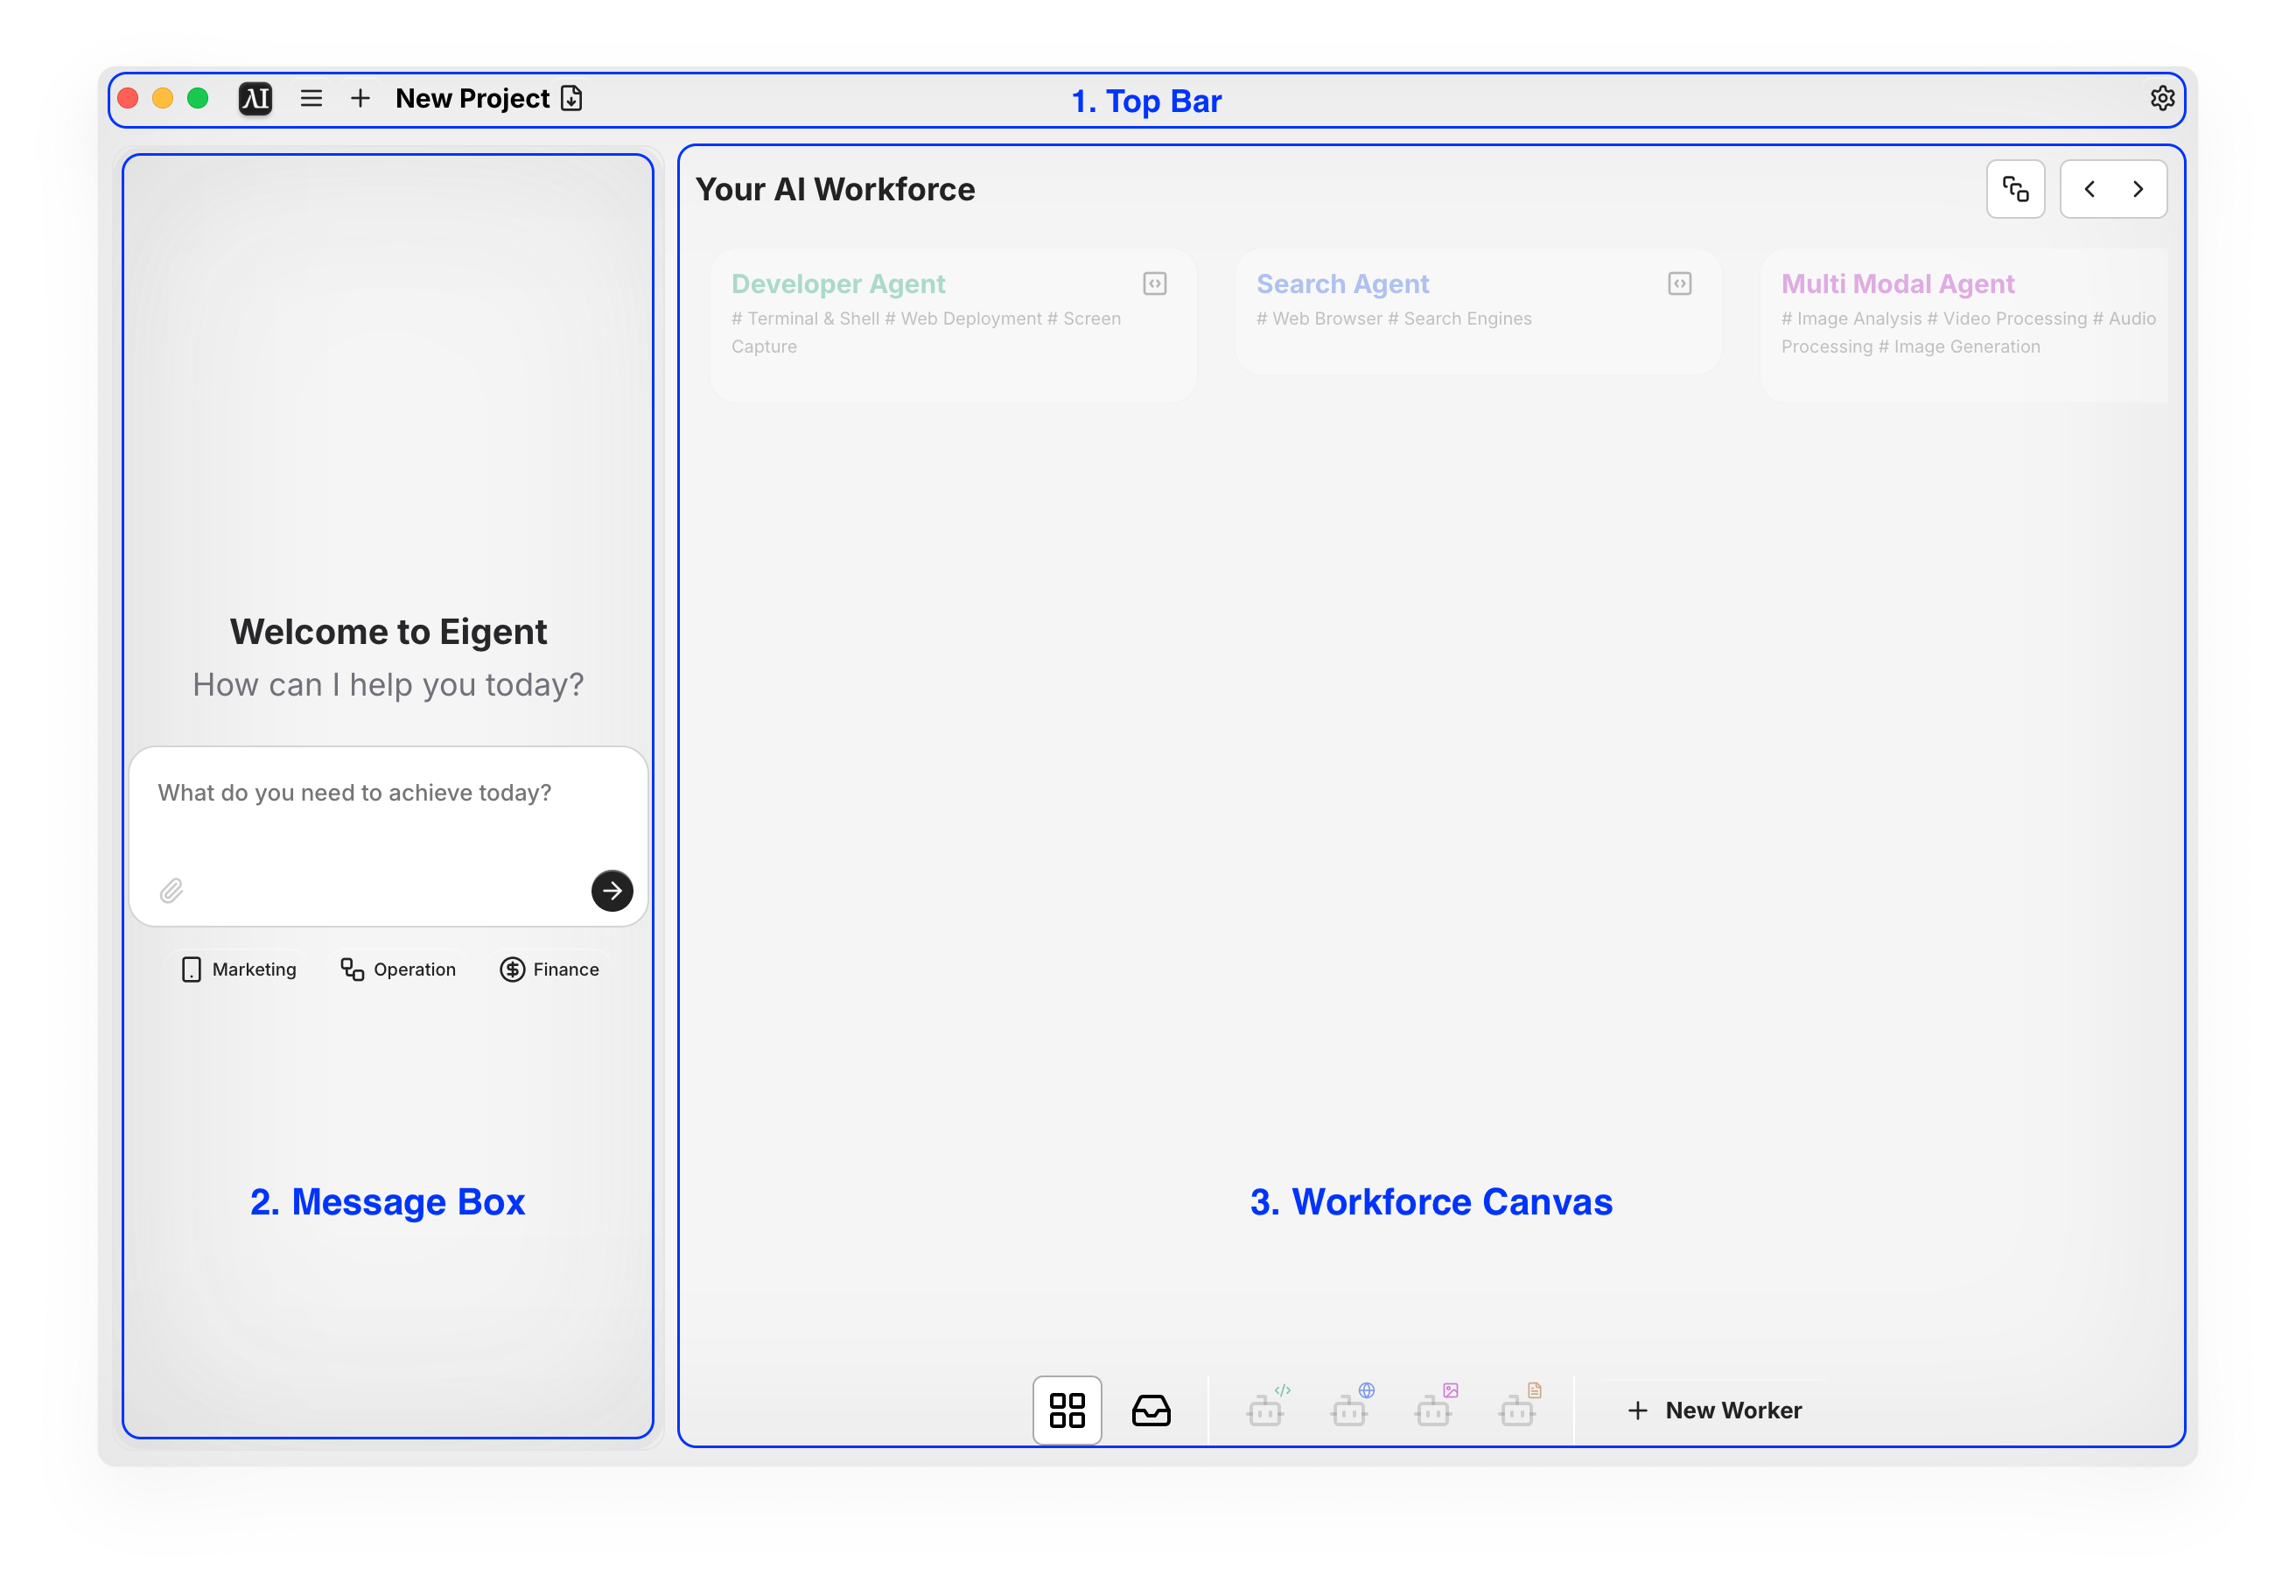 New Project
1. Top Bar
Your AI Workforce
Developer Agent
# Terminal & Shell # Web Deployment # Screen
Capture
Search Agent
# Web Browser # Search Engines
Multi Modal Agent
# Image Analysis # Video Processing # Audio
Processing # Image Generation
Welcome to Eigent
How can I help you today?
What do you need to achieve today?
Marketing
Operation
Finance
2. Message Box
3. Workforce Canvas
New Worker